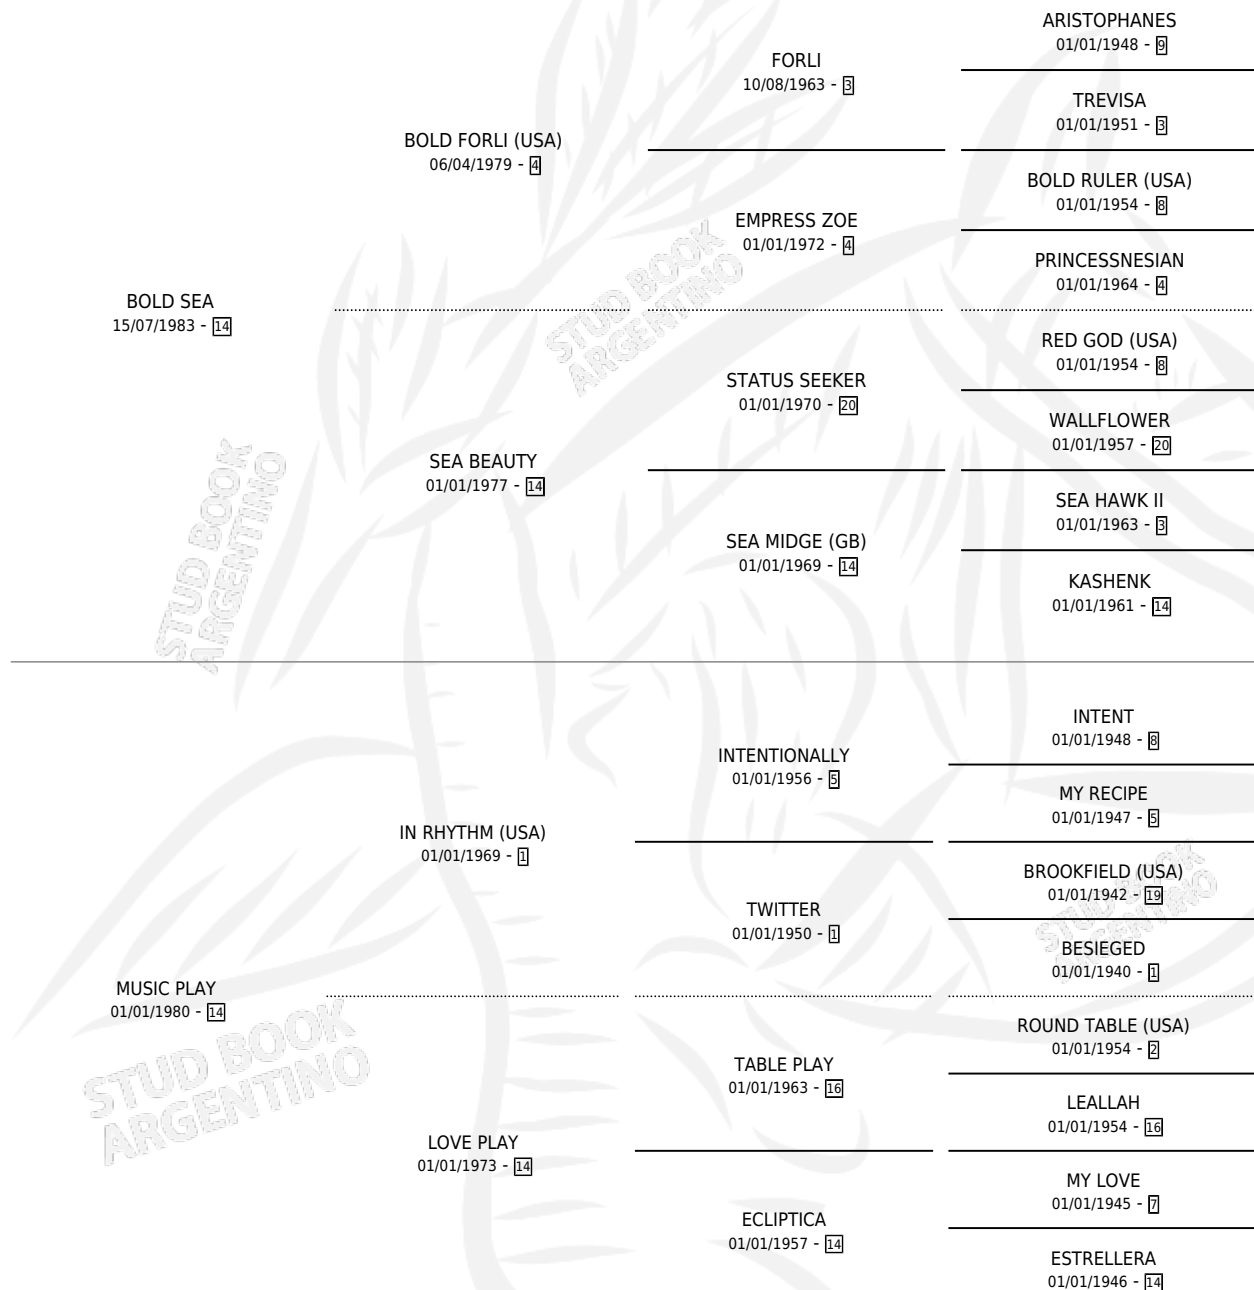 ARISTOPHANES
01/01/1948 - 9
FORLI
10/08/1963 - 3
TREVISA
01/01/1951 - 3
BOLD FORLI (USA)
06/04/1979 - 4
BOLD RULER (USA)
01/01/1954 - 8
EMPRESS ZOE
01/01/1972 - 4
PRINCESSNESIAN
01/01/1964 - 4
BOLD SEA
15/07/1983 - 14
STUD BOOK
ARGENTINO
RED GOD (USA)
01/01/1954 - 8
STATUS SEEKER
01/01/1970 - 20
WALLFLOWER
01/01/1957 - 20
SEA BEAUTY
01/01/1977 - 14
SEA HAWK II
01/01/1963 - 3
SEA MIDGE (GB)
01/01/1969 - 14
KASHENK
01/01/1961 - 14
STUD BOOK
ARGENTINO
INTENT
01/01/1948 - 8
INTENTIONALLY
01/01/1956 - 5
MY RECIPE
01/01/1947 - 5
IN RHYTHM (USA)
01/01/1969 - 1
BROOKFIELD (USA)
01/01/1942 - 19
TWITTER
01/01/1950 - 1
STUD BOOK
ARGENTINO
BESIEGED
01/01/1940 - 1
MUSIC PLAY
01/01/1980 - 14
ROUND TABLE (USA)
01/01/1954 - 2
TABLE PLAY
01/01/1963 - 16
STUD BOOK
ARGENTINO
LEALLAH
01/01/1954 - 16
LOVE PLAY
01/01/1973 - 14
MY LOVE
01/01/1945 - 7
ECLIPTICA
01/01/1957 - 14
ESTRELLERA
01/01/1946 - 14